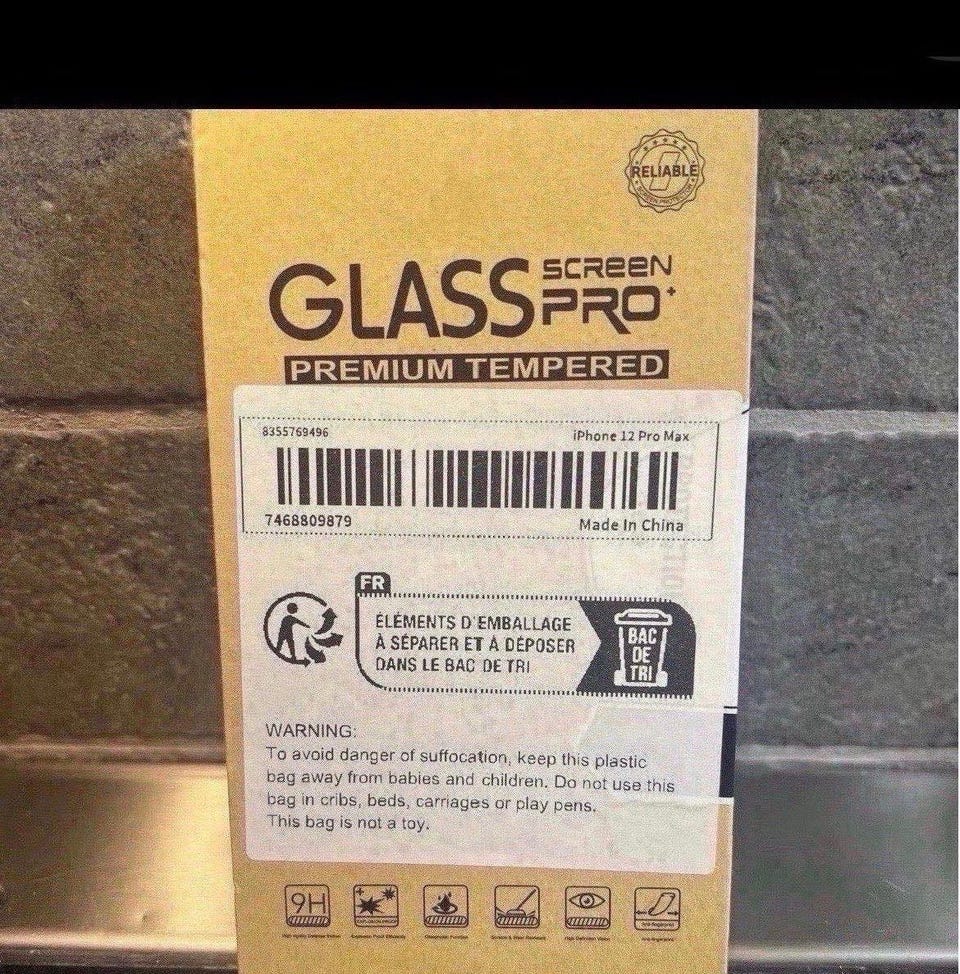 RELIABLE
SCREEN PROTECTOR
GLASS SCReeN PRO+
PREMIUM TEMPERED
8355769496 iPhone 12 Pro Max
7468809879 Made In China
FR
ÉLÉMENTS D'EMBALLAGE
À SÉPARER ET À DÉPOSER
DANS LE BAC DE TRI
BAC
DE
TRI
WARNING:
To avoid danger of suffocation, keep this plastic
bag away from babies and children. Do not use this
bag in cribs, beds, carriages or play pens.
This bag is not a toy.
9H